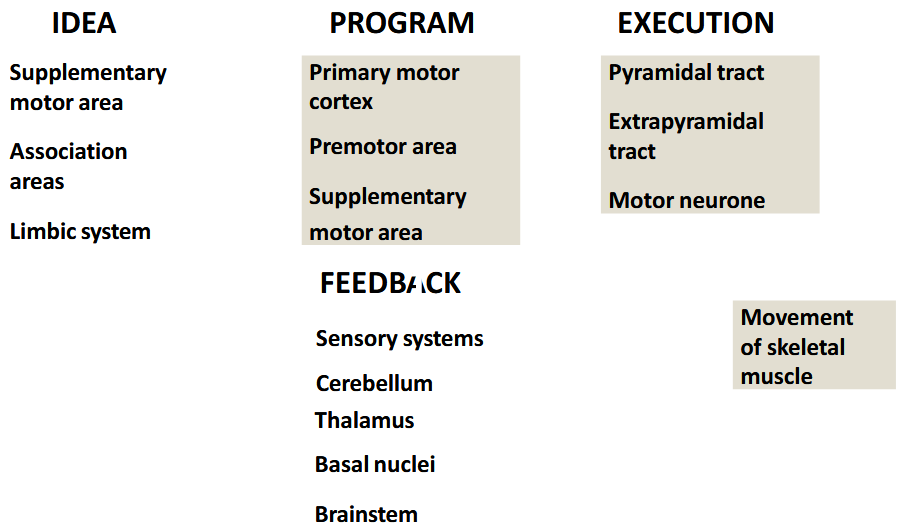 IDEA
Supplementary
motor area
Association
areas
Limbic system
PROGRAM
Primary motor
cortex
Premotor area
Supplementary
motor area
EXECUTION
Pyramidal tract
Extrapyramidal
tract
Motor neurone
FEEDBACK
Sensory systems
Cerebellum
Thalamus
Basal nuclei
Brainstem
Movement
of skeletal
muscle